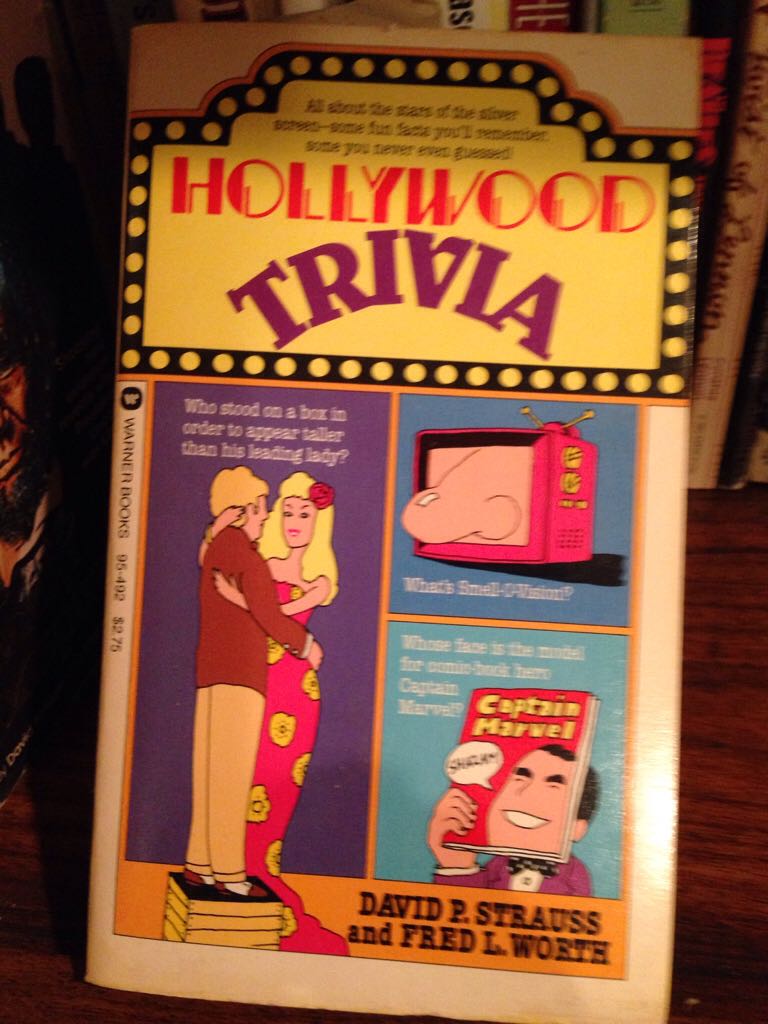 All about the stars of the silver
screen—some fun facts you'll remember,
some you never even guessed!
HOLLYWOOD
TRIVIA
W
WARNER BOOKS 95-492 $2.75
Who stood on a box in
order to appear taller
than his leading lady?
What's Smell-O-Vision?
Whose face is the model
for comic-book hero
Captain
Marvel?
Captain
Marvel
SHAZAM!
DAVID P. STRAUSS
and FRED L. WORTH